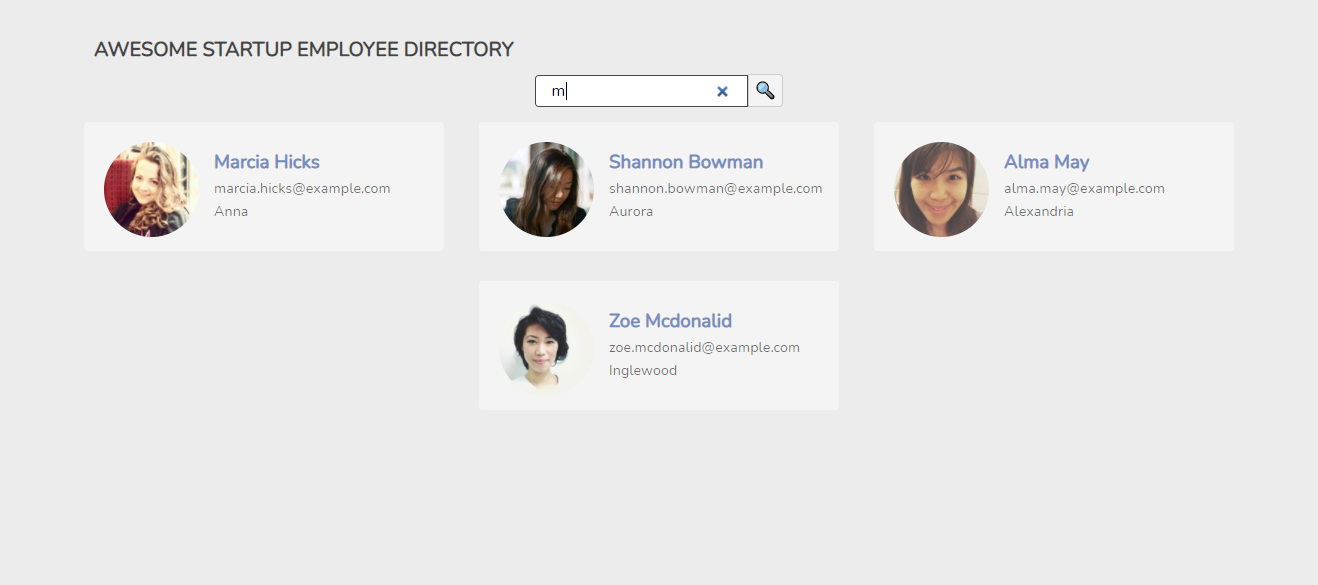 AWESOME STARTUP EMPLOYEE DIRECTORY
m
Marcia Hicks
marcia.hicks@example.com
Anna
Shannon Bowman
shannon.bowman@example.com
Aurora
Alma May
alma.may@example.com
Alexandria
Zoe Mcdonalid
zoe.mcdonalid@example.com
Inglewood